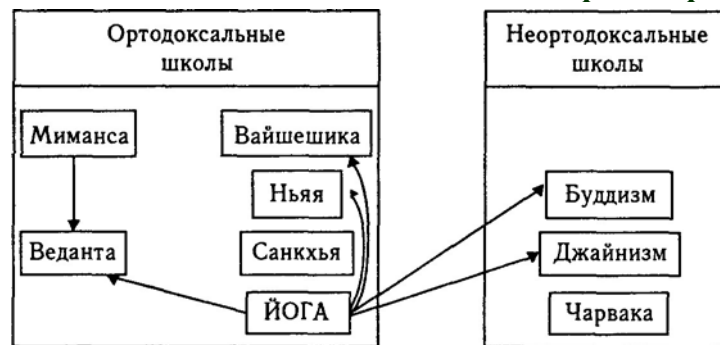 Ортодоксальные
школы
Миманса
Вайшешика
Ньяя
Веданта
Санкхья
ЙОГА
Неортодоксальные
школы
Буддизм
Джайнизм
Чарвака